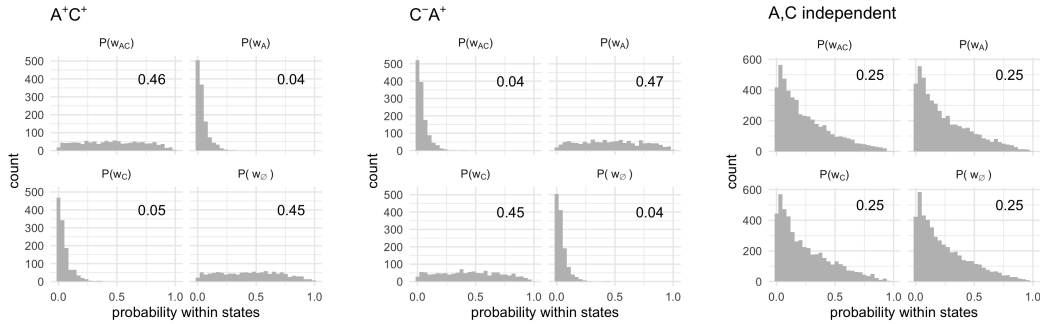 A⁺C⁺
P(w_AC) P(w_A)
500
400
300
200
100
0
0.46 0.04
P(w_C) P( w_∅ )
500
400
300
200
100
0
0.05 0.45
0.0 0.5 1.0 0.0 0.5 1.0
count
probability within states
C⁻A⁺
P(w_AC) P(w_A)
500
400
300
200
100
0
0.04 0.47
P(w_C) P( w_∅ )
500
400
300
200
100
0
0.45 0.04
0.0 0.5 1.0 0.0 0.5 1.0
count
probability within states
A,C independent
P(w_AC) P(w_A)
600
400
200
0
0.25 0.25
P(w_C) P( w_∅ )
600
400
200
0
0.25 0.25
0.0 0.5 1.0 0.0 0.5 1.0
count
probability within states